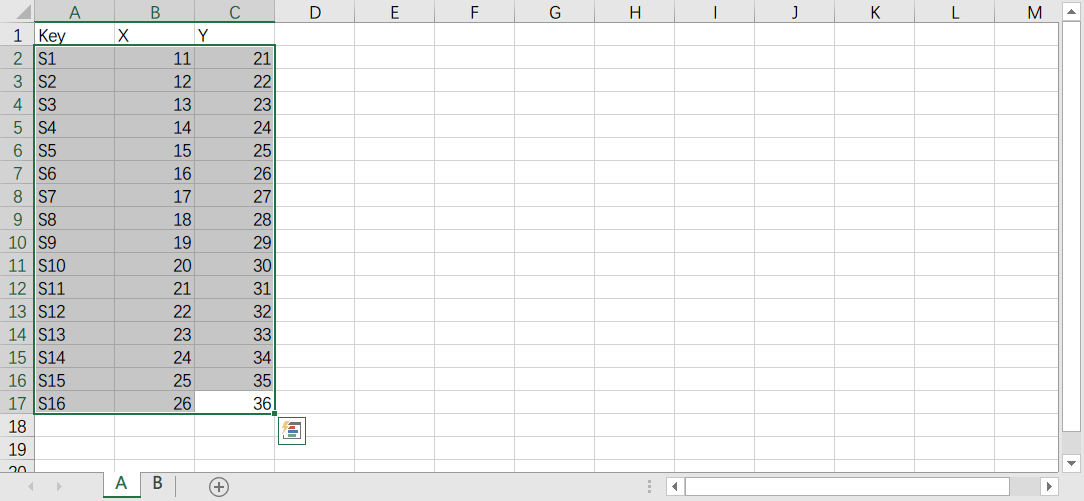 A B C D E F G H I J K L M
1 Key X Y
2 S1 11 21
3 S2 12 22
4 S3 13 23
5 S4 14 24
6 S5 15 25
7 S6 16 26
8 S7 17 27
9 S8 18 28
10 S9 19 29
11 S10 20 30
12 S11 21 31
13 S12 22 32
14 S13 23 33
15 S14 24 34
16 S15 25 35
17 S16 26 36
18
19
20
A B